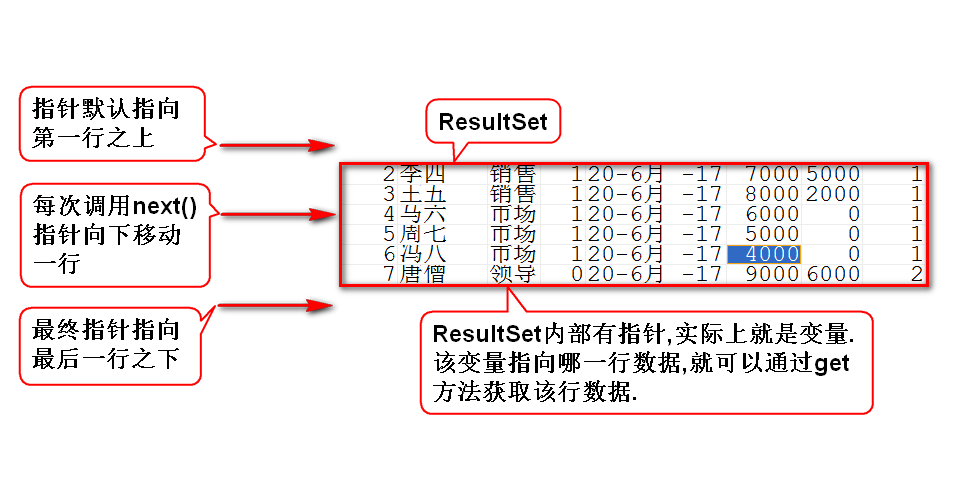 指针默认指向
第一行之上
ResultSet
每次调用next()
指针向下移动
一行
最终指针指向
最后一行之下
2 李四 销售 1 20-6月 -17 7000 5000 1
3 王五 销售 1 20-6月 -17 8000 2000 1
4 马六 市场 1 20-6月 -17 6000 0 1
5 周七 市场 1 20-6月 -17 5000 0 1
6 冯八 市场 1 20-6月 -17 4000 0 1
7 唐僧 领导 0 20-6月 -17 9000 6000 2
ResultSet内部有指针,实际上就是变量.
该变量指向哪一行数据,就可以通过get
方法获取该行数据.